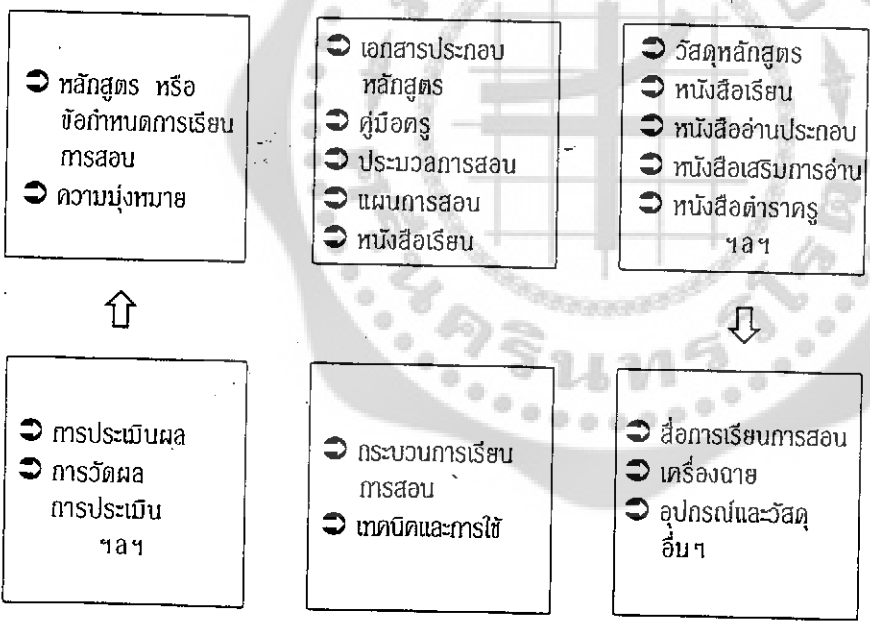 ➲ หลักสูตร หรือ
ข้อกำหนดการเรียน
การสอน
➲ ความมุ่งหมาย
➲ เอกสารประกอบ
หลักสูตร
➲ คู่มือครู
➲ ประมวลการสอน
➲ แผนการสอน
➲ หนังสือเรียน
➲ วัสดุหลักสูตร
➲ หนังสือเรียน
➲ หนังสืออ่านประกอบ
➲ หนังสือเสริมการอ่าน
➲ หนังสือตำราครู
ฯลฯ
➲ การประเมินผล
➲ การวัดผล
การประเมิน
ฯลฯ
➲ กระบวนการเรียน
การสอน
➲ เทคนิคและการใช้
➲ สื่อการเรียนการสอน
➲ เครื่องฉาย
➲ อุปกรณ์และวัสดุ
อื่นๆ
นครินทรวิโรฒ